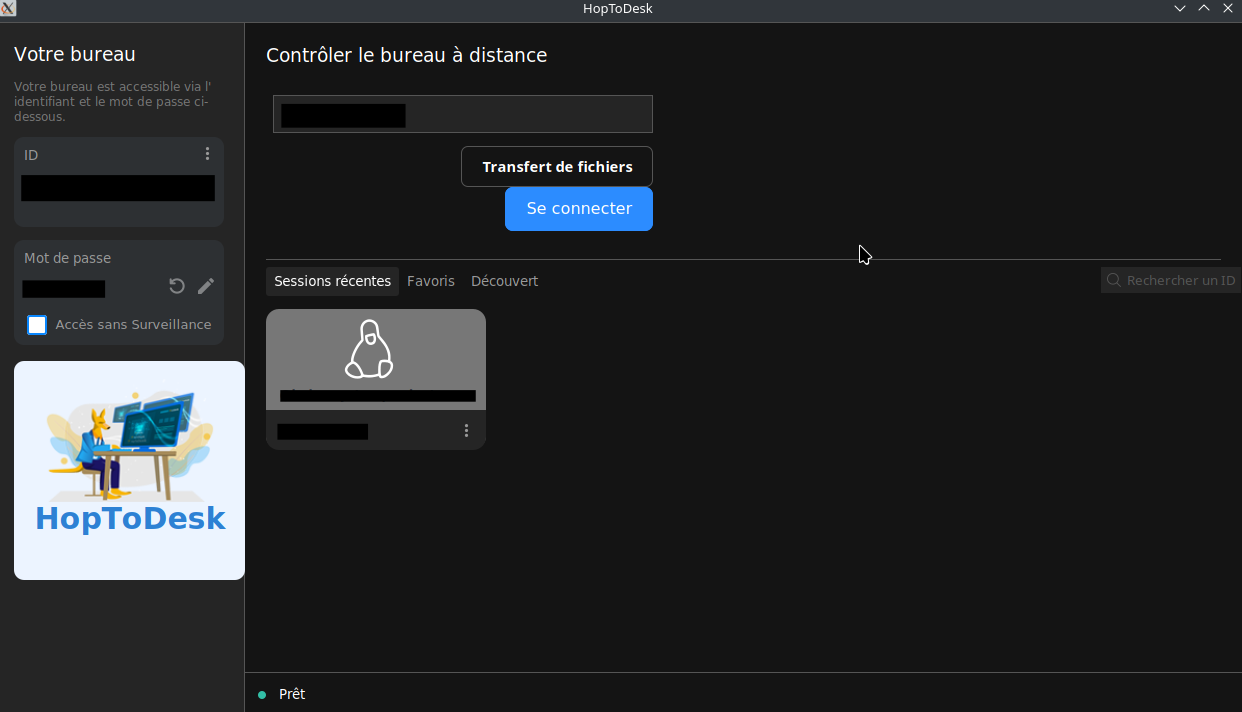 HopToDesk
Votre bureau
Votre bureau est accessible via l'
identifiant et le mot de passe ci-
dessous.
ID
Mot de passe
Accès sans Surveillance
HopToDesk
Contrôler le bureau à distance
Transfert de fichiers
Se connecter
Sessions récentes Favoris Découvert
Rechercher un ID
Prêt